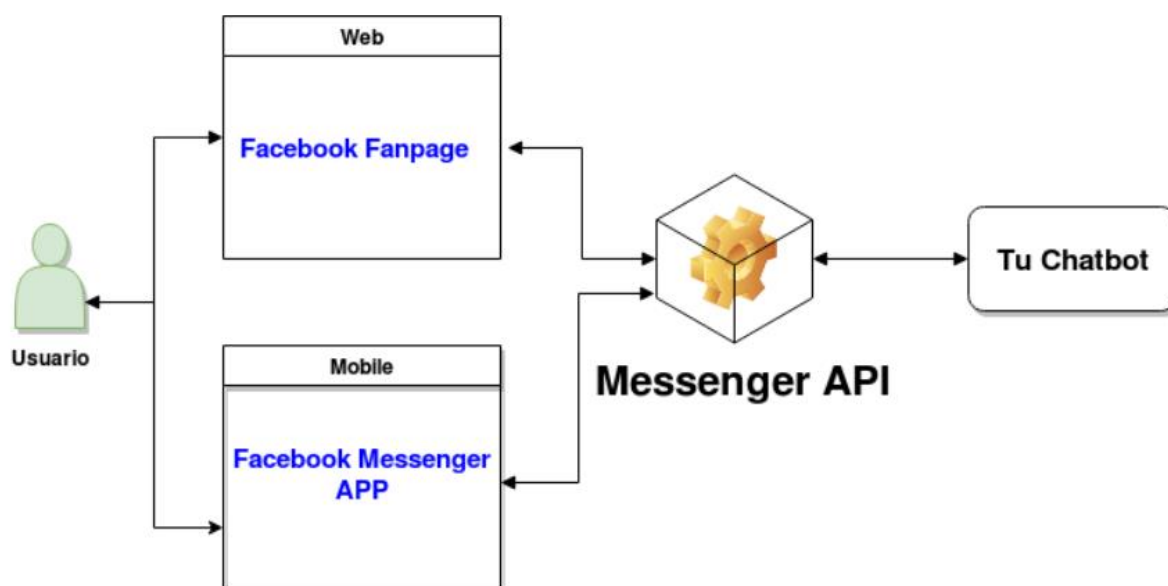 Web
Facebook Fanpage
Usuario
Mobile
Facebook Messenger
APP
Messenger API
Tu Chatbot